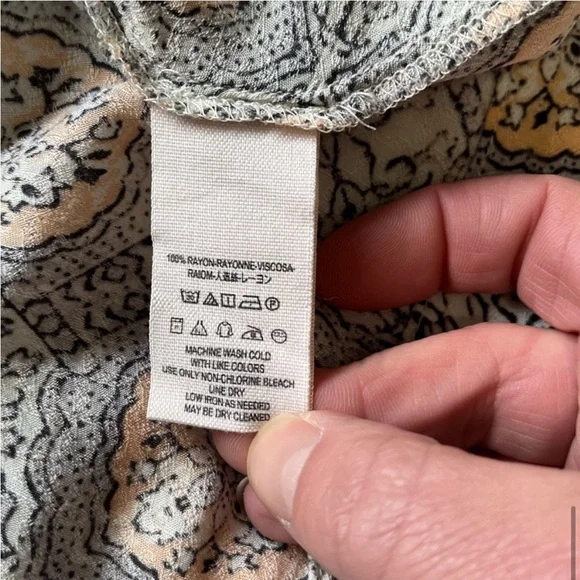 100% RAYON-RAYONNE-VISCOSA-
RAIOM-人造絲-レーヨン
MACHINE WASH COLD
WITH LIKE COLORS
USE ONLY NON-CHLORINE BLEACH
LINE DRY
LOW IRON AS NEEDED
MAY BE DRY CLEANED